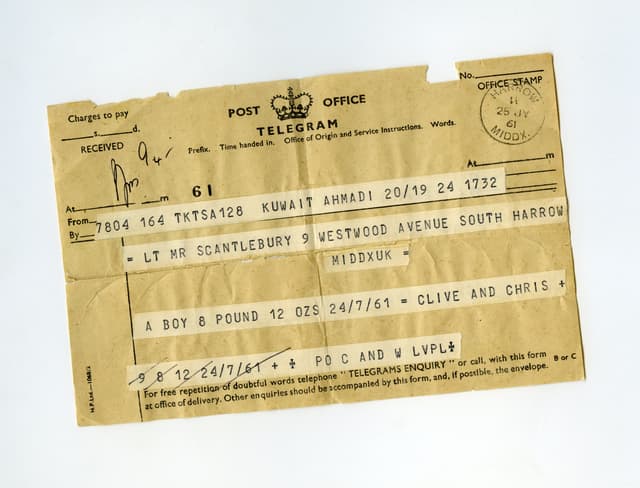 No.
OFFICE STAMP
Charges to pay
s. d.
POST OFFICE
TELEGRAM
HARROW
11
25 JY
61
MIDDX.
RECEIVED
Prefix. Time handed in. Office of Origin and Service Instructions. Words.
At m
At m
61
From
By
7804 164 TKTSA128 KUWAIT AHMADI 20/19 24 1732
= LT MR SCANTLEBURY 9 WESTWOOD AVENUE SOUTH HARROW
MIDDXUK =
A BOY 8 POUND 12 OZS 24/7/61 = CLIVE AND CHRIS +
9 8 12 24/7/61 + ‡ PO C AND W LVPL‡
For free repetition of doubtful words telephone "TELEGRAMS ENQUIRY" or call, with this form
at office of delivery. Other enquiries should be accompanied by this form, and, if possible, the envelope.
B or C